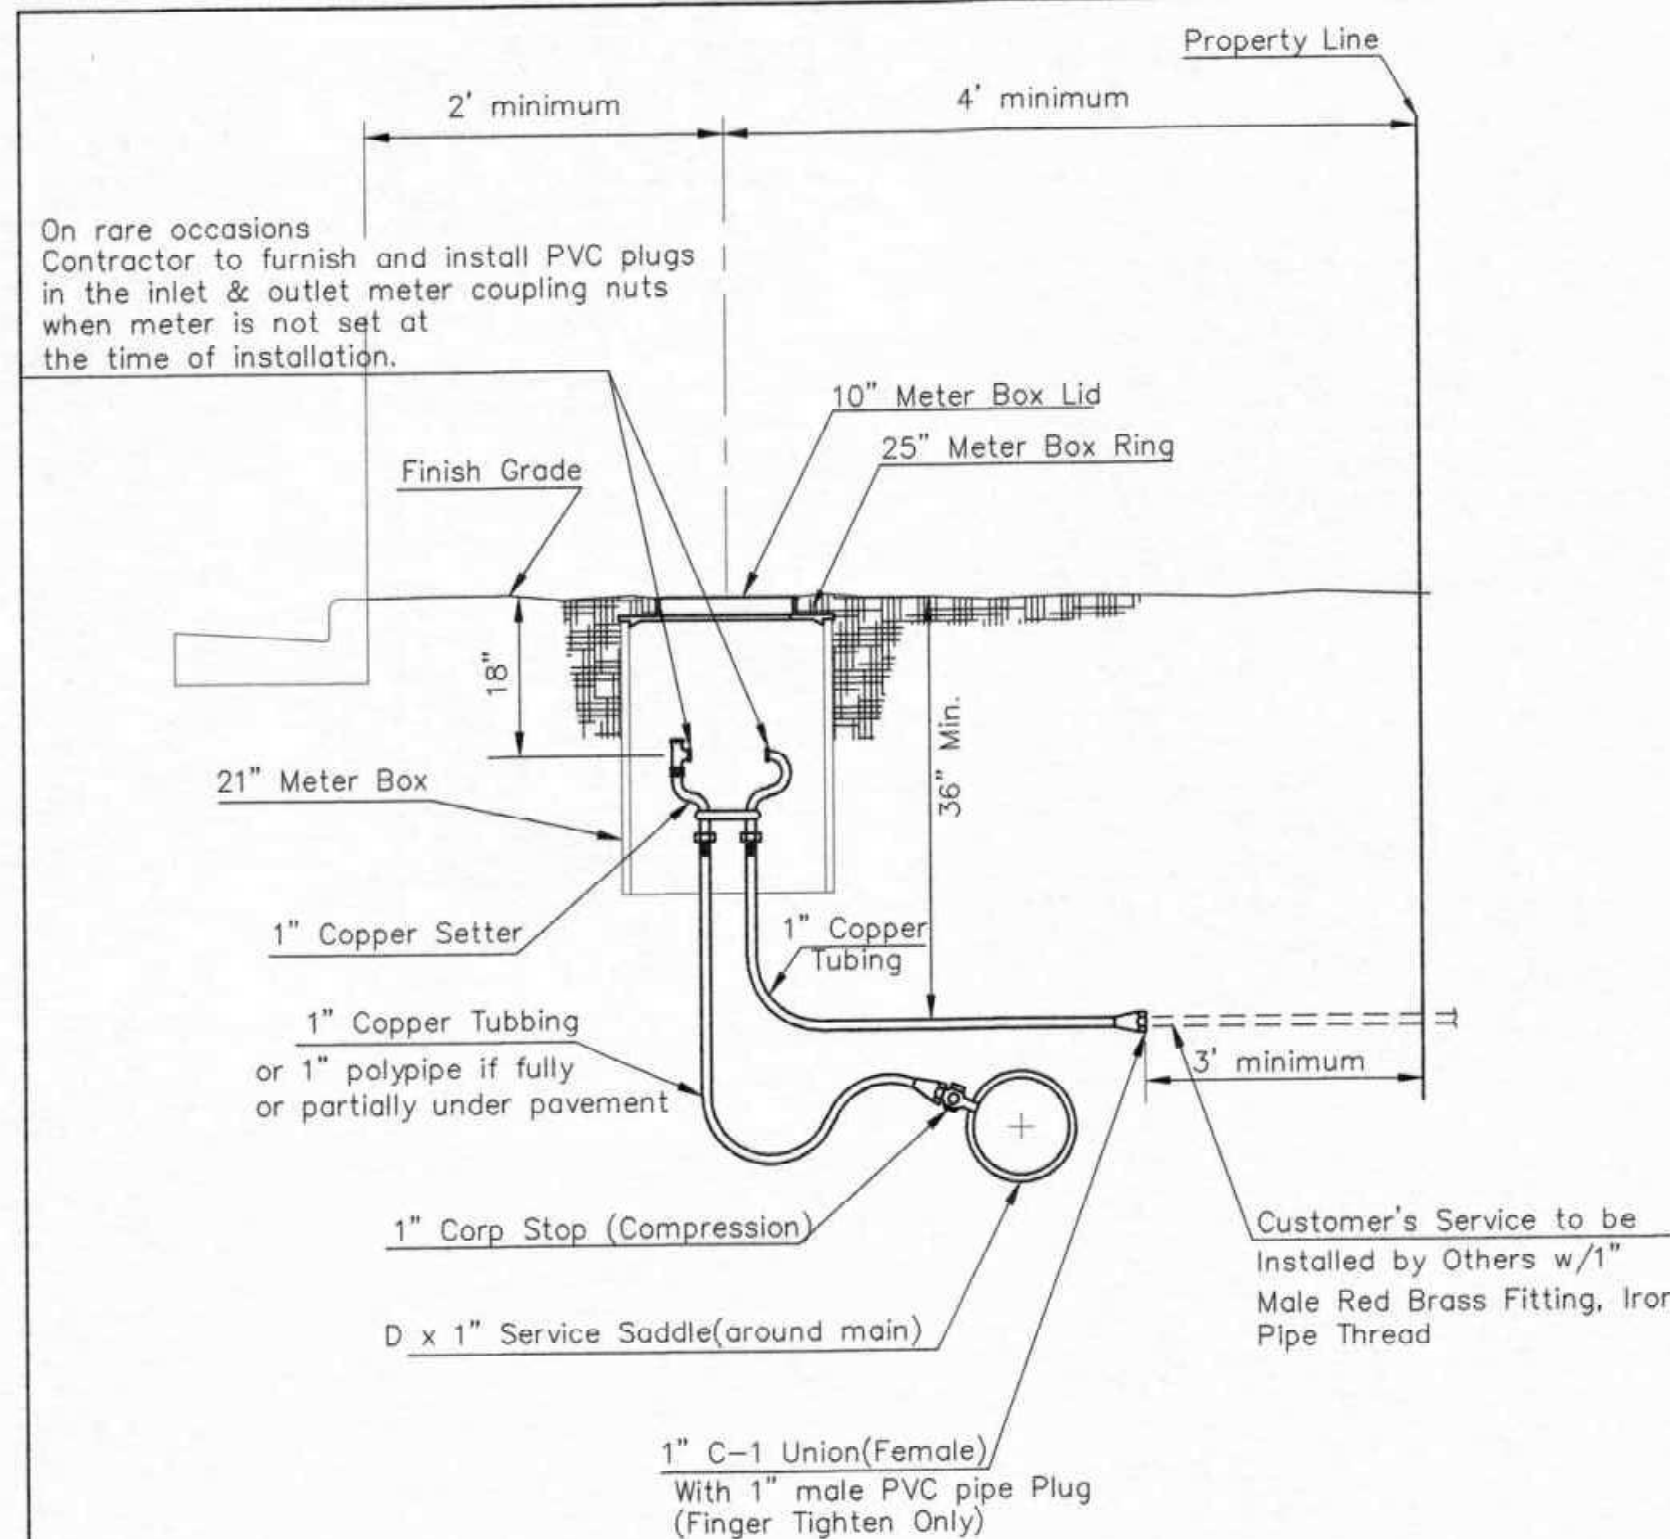 Property Line
2' minimum
4' minimum
On rare occasions
Contractor to furnish and install PVC plugs
in the inlet & outlet meter coupling nuts
when meter is not set at
the time of installation.
10" Meter Box Lid
25" Meter Box Ring
Finish Grade
18"
36" Min.
21" Meter Box
1" Copper Setter
1" Copper
Tubing
1" Copper Tubbing
or 1" polypipe if fully
or partially under pavement
3' minimum
1" Corp Stop (Compression)
Customer's Service to be
Installed by Others w/1"
Male Red Brass Fitting, Iron
Pipe Thread
D x 1" Service Saddle(around main)
1" C-1 Union(Female)
With 1" male PVC pipe Plug
(Finger Tighten Only)